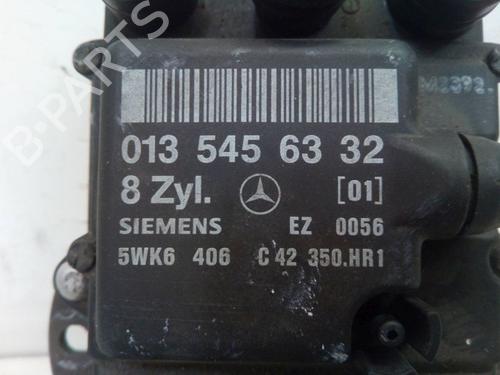 B-PARTS
013 545 63 32
8 Zyl. [01]
SIEMENS EZ 0056
5WK6 406 C 42 350.HR1